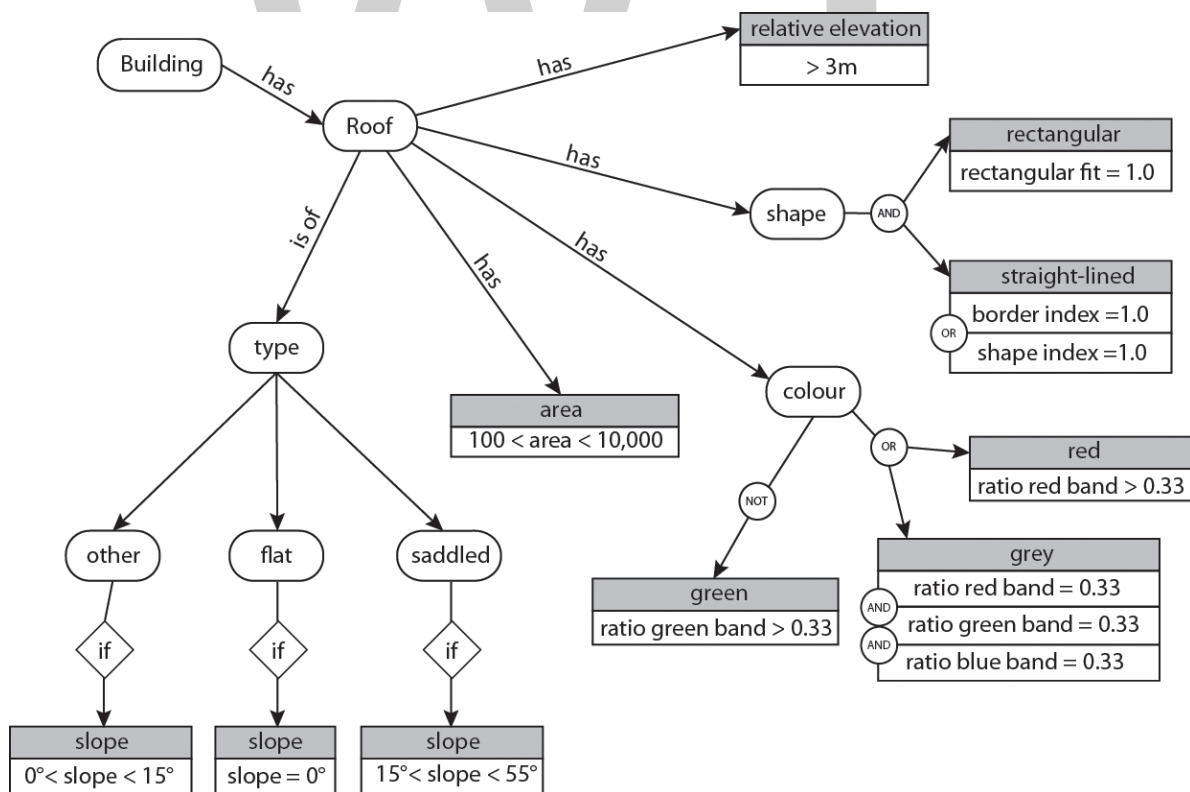 relative elevation
> 3m
Building
has
has
Roof
has
rectangular
rectangular fit = 1.0
shape
AND
is of
has
has
straight-lined
border index =1.0
OR
shape index =1.0
type
colour
area
100 < area < 10,000
OR
red
ratio red band > 0.33
NOT
other
flat
saddled
grey
ratio red band = 0.33
AND
ratio green band = 0.33
AND
ratio blue band = 0.33
green
ratio green band > 0.33
if
if
if
slope
0°< slope < 15°
slope
slope = 0°
slope
15°< slope < 55°